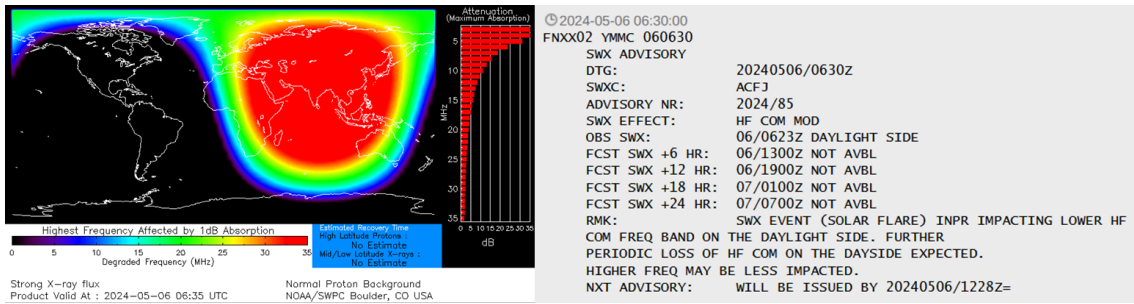 Attenuation
(Maximum Absorption)
5
10
15
20
25
30
35
MHz
0 5 10 15 20 25 30 35
dB
Highest Frequency Affected by 1dB Absorption
0 5 10 15 20 25 30 35
Degraded Frequency (MHz)
Estimated Recovery Time
High Latitude Protons :
No Estimate
Mid/Low Latitude X-rays :
No Estimate
Strong X-ray flux
Normal Proton Background
Product Valid At : 2024-05-06 06:35 UTC
NOAA/SWPC Boulder, CO USA
2024-05-06 06:30:00
FNXX02 YMMC 060630
SWX ADVISORY
DTG: 20240506/0630Z
SWXC: ACFJ
ADVISORY NR: 2024/85
SWX EFFECT: HF COM MOD
OBS SWX: 06/0623Z DAYLIGHT SIDE
FCST SWX +6 HR: 06/1300Z NOT AVBL
FCST SWX +12 HR: 06/1900Z NOT AVBL
FCST SWX +18 HR: 07/0100Z NOT AVBL
FCST SWX +24 HR: 07/0700Z NOT AVBL
RMK: SWX EVENT (SOLAR FLARE) INPR IMPACTING LOWER HF
COM FREQ BAND ON THE DAYLIGHT SIDE. FURTHER
PERIODIC LOSS OF HF COM ON THE DAYSIDE EXPECTED.
HIGHER FREQ MAY BE LESS IMPACTED.
NXT ADVISORY: WILL BE ISSUED BY 20240506/1228Z=